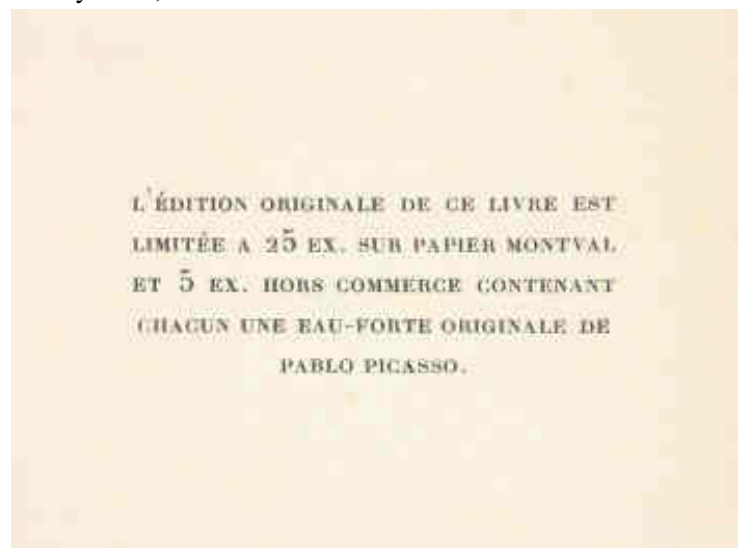 L'ÉDITION ORIGINALE DE CE LIVRE EST
LIMITÉE A 25 EX. SUR PAPIER MONTVAL
ET 5 EX. HORS COMMERCE CONTENANT
CHACUN UNE EAU-FORTE ORIGINALE DE
PABLO PICASSO.